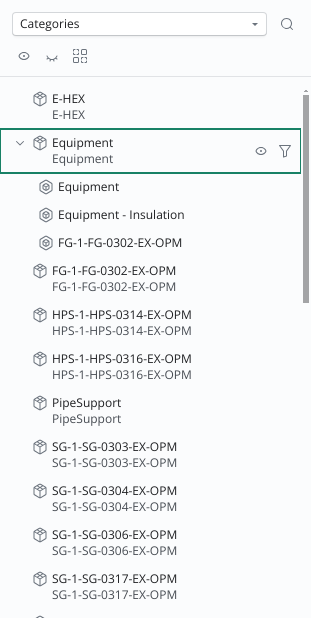 Categories
E-HEX
E-HEX
Equipment
Equipment
Equipment
Equipment - Insulation
FG-1-FG-0302-EX-OPM
FG-1-FG-0302-EX-OPM
FG-1-FG-0302-EX-OPM
HPS-1-HPS-0314-EX-OPM
HPS-1-HPS-0314-EX-OPM
HPS-1-HPS-0316-EX-OPM
HPS-1-HPS-0316-EX-OPM
PipeSupport
PipeSupport
SG-1-SG-0303-EX-OPM
SG-1-SG-0303-EX-OPM
SG-1-SG-0304-EX-OPM
SG-1-SG-0304-EX-OPM
SG-1-SG-0306-EX-OPM
SG-1-SG-0306-EX-OPM
SG-1-SG-0317-EX-OPM
SG-1-SG-0317-EX-OPM